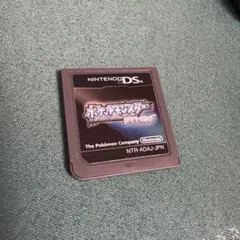 NINTENDO DS
ポケットモンスター
The Pokémon Company
Nintendo
NTR-ADAJ-JPN